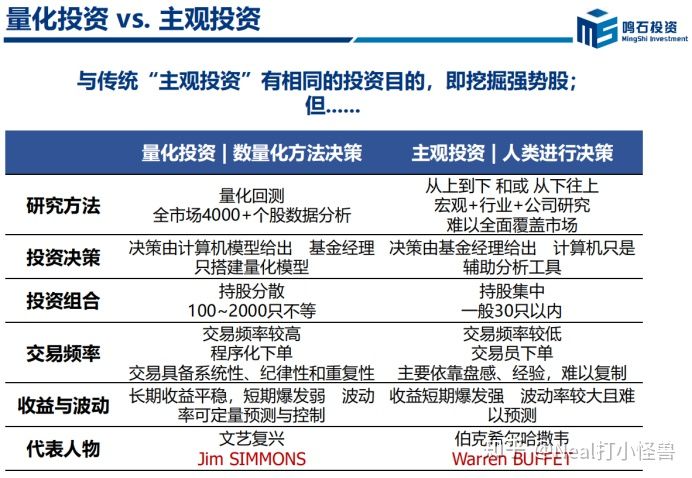 量化投资 vs. 主观投资
鸣石投资
MingShi Investment
与传统“主观投资”有相同的投资目的，即挖掘强势股；
但......
量化投资 | 数量化方法决策
主观投资 | 人类进行决策
研究方法
量化回测
全市场4000+个股数据分析
从上到下 和或 从下往上
宏观+行业+公司研究
难以全面覆盖市场
投资决策
决策由计算机模型给出 基金经理
只搭建量化模型
决策由基金经理给出 计算机只是
辅助分析工具
投资组合
持股分散
100~2000只不等
持股集中
一般30只以内
交易频率
交易频率较高
程序化下单
交易具备系统性、纪律性和重复性
交易频率较低
交易员下单
主要依靠盘感、经验，难以复制
收益与波动
长期收益平稳，短期爆发弱 波动
率可定量预测与控制
收益短期爆发强 波动率较大且难
以预测
代表人物
文艺复兴
Jim SIMMONS
伯克希尔哈撒韦
Warren BUFFET
知乎 @Neal打小怪兽